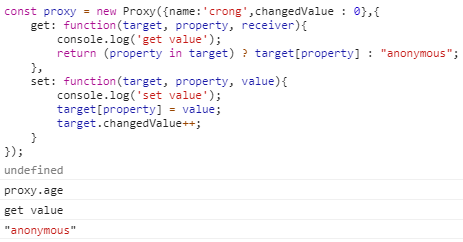 const proxy = new Proxy({name:'crong',changedValue : 0},{
    get: function(target, property, receiver){
        console.log('get value');
        return (property in target) ? target[property] : "anonymous";
    },
    set: function(target, property, value){
        console.log('set value');
        target[property] = value;
        target.changedValue++;
    }
});
undefined
proxy.age
get value
"anonymous"